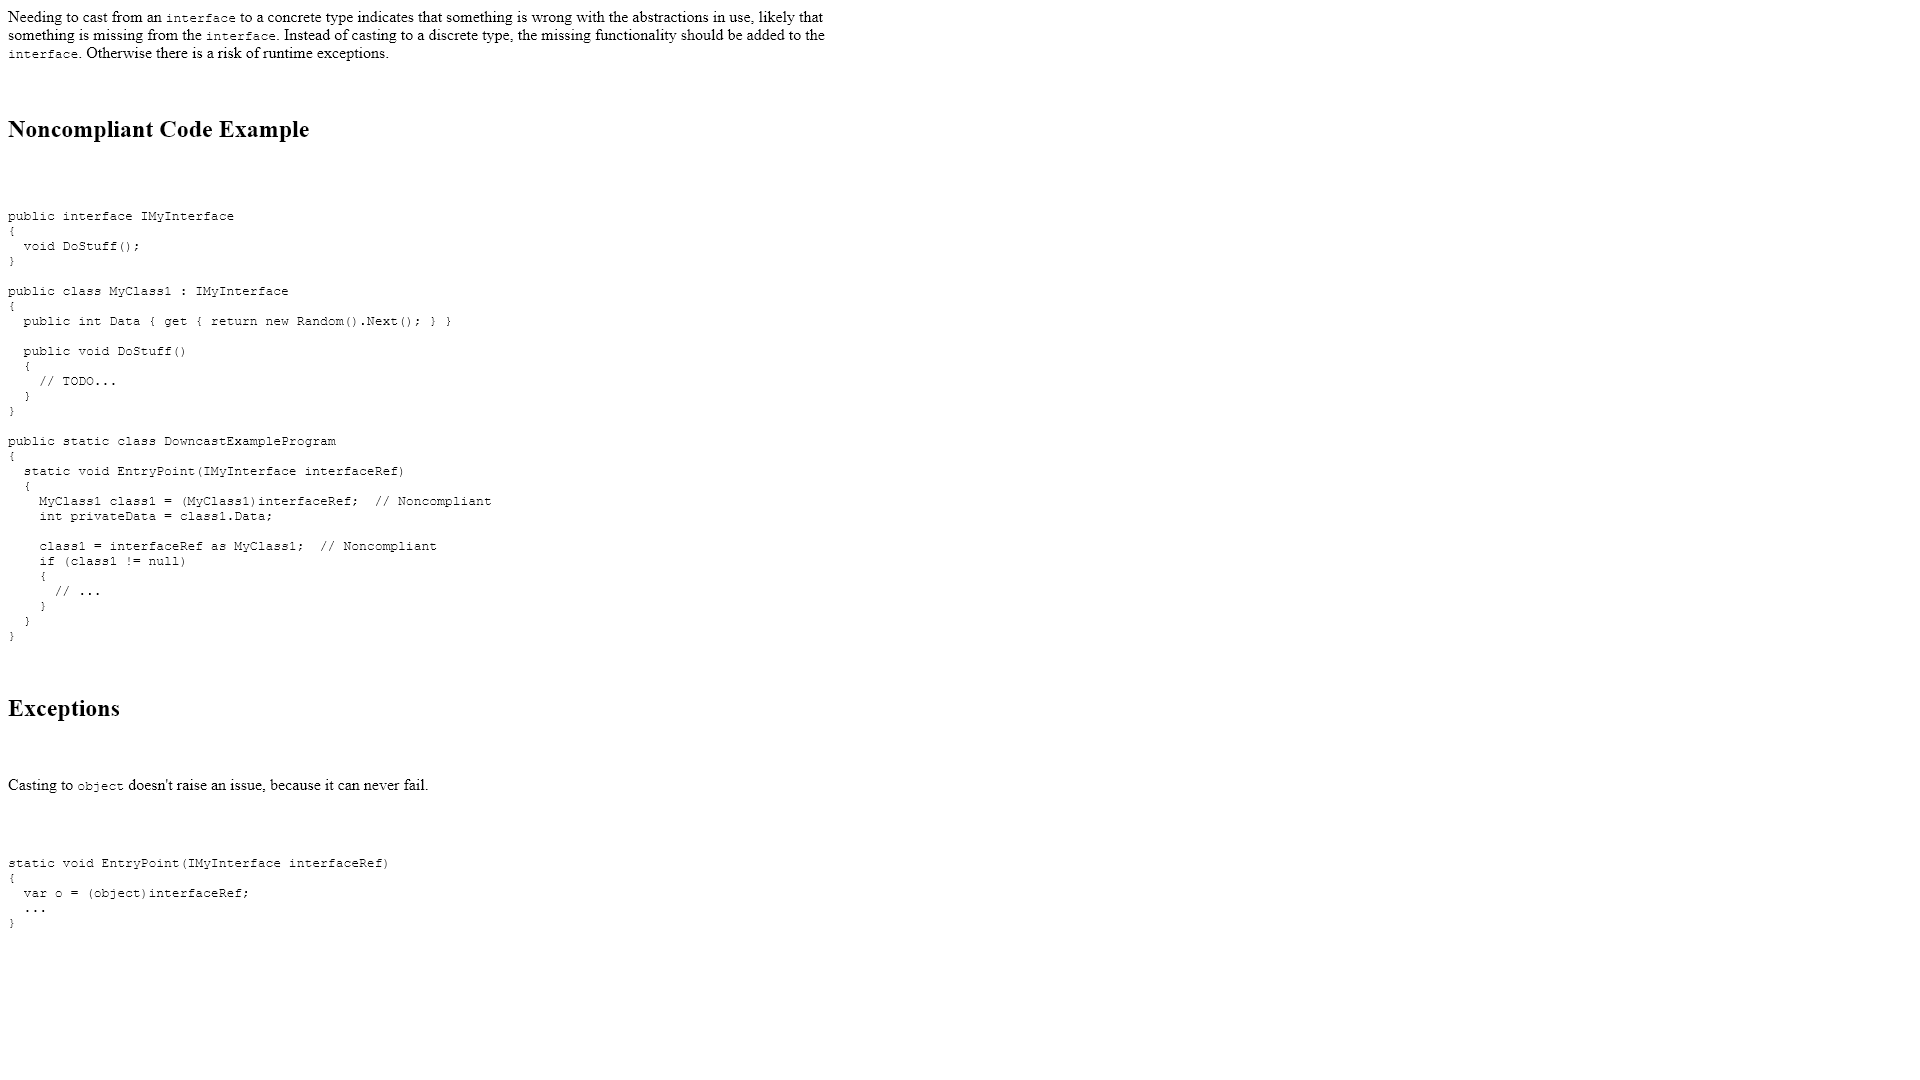 Needing to cast from an interface to a concrete type indicates that something is wrong with the abstractions in use, likely that
something is missing from the interface. Instead of casting to a discrete type, the missing functionality should be added to the
interface. Otherwise there is a risk of runtime exceptions.
Noncompliant Code Example
public interface IMyInterface
{
  void DoStuff();
}
public class MyClass1 : IMyInterface
{
  public int Data { get { return new Random().Next(); } }
  public void DoStuff()
  {
    // TODO...
  }
}
public static class DowncastExampleProgram
{
  static void EntryPoint(IMyInterface interfaceRef)
  {
    MyClass1 class1 = (MyClass1)interfaceRef;  // Noncompliant
    int privateData = class1.Data;
    class1 = interfaceRef as MyClass1;  // Noncompliant
    if (class1 != null)
    {
      // ...
    }
  }
}
Exceptions
Casting to object doesn't raise an issue, because it can never fail.
static void EntryPoint(IMyInterface interfaceRef)
{
  var o = (object)interfaceRef;
  ...
}